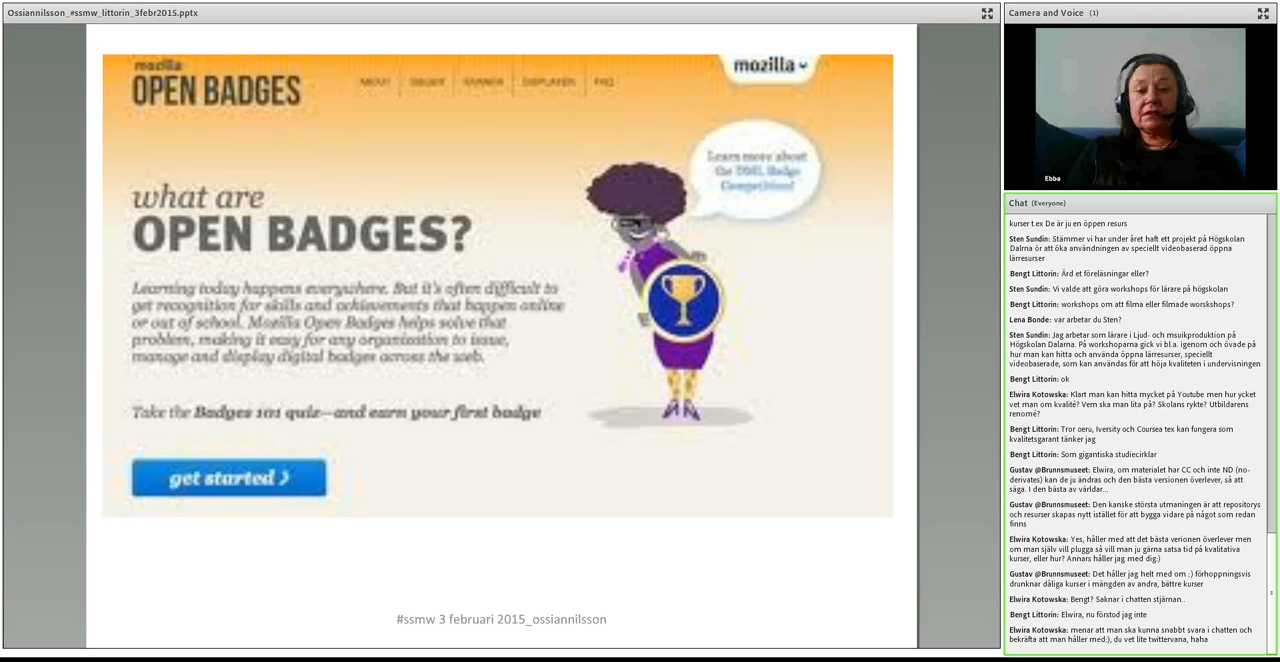 Ossiannilsson_#ssmw_littorin_3febr2015.pptx
mozilla
OPEN BADGES
ABOUT
ISSUER
EARNER
DISPLAYER
FAQ
mozilla
Learn more about
the DML Badge
Competition!
what are
OPEN BADGES?
Learning today happens everywhere. But it's often difficult to
get recognition for skills and achievements that happen online
or out of school. Mozilla Open Badges helps solve that
problem, making it easy for any organization to issue,
manage and display digital badges across the web.
Take the Badges 101 quiz—and earn your first badge
get started
#ssmw 3 februari 2015_ossiannilsson
Camera and Voice (1)
Ebba
Chat (Everyone)
kurser t.ex De är ju en öppen resurs
Sten Sundin: Stämmer vi har under året haft ett projekt på Högskolan
Dalrna ör att öka användningen av speciellt videobaserad öppna
lärresurser
Bengt Littorin: Ärd et föreläsningar eller?
Sten Sundin: Vi valde att göra workshops för lärare på högskolan
Bengt Littorin: workshops om att filma eller filmade worskhops?
Lena Bonde: var arbetar du Sten?
Sten Sundin: Jag arbetar som lärare i Ljud- och msuikproduktion på
Högskolan Dalarna. På workshoparna gick vi bl.a. igenom och övade på
hur man kan hitta och använda öppna lärresurser, speciellt
videobaserade, som kan användas för att höja kvaliteten i undervisningen
Bengt Littorin: ok
Elwira Kotowska: Klart man kan hitta mycket på Youtube men hur ycket
vet man om kvalité? Vem ska man lita på? Skolans rykte? Utbildarens
renomé?
Bengt Littorin: Tror oeru, Iversity och Coursea tex kan fungera som
kvalitetsgarant tänker jag
Bengt Littorin: Som gigantiska studiecirklar
Gustav @Brunnsmuseet: Elwira, om materialet har CC och inte ND (no-
derivates) kan de ju ändras och den bästa versionen överlever, så att
säga. I den bästa av världar...
Gustav @Brunnsmuseet: Den kanske största utmaningen är att repositorys
och resurser skapas nytt istället för att bygga vidare på något som redan
finns
Elwira Kotowska: Yes, håller med att det bästa verionen överlever men
om man själv vill plugga så vill man ju gärna satsa tid på kvalitativa
kurser, eller hur? Annars håller jag med dig:)
Gustav @Brunnsmuseet: Det håller jag helt med om :) förhoppningsvis
drunknar dåliga kurser i mängden av andra, bättre kurser
Elwira Kotowska: Bengt? Saknar i chatten stjärnan..
Bengt Littorin: Elwira, nu förstod jag inte
Elwira Kotowska: menar att man ska kunna snabbt svara i chatten och
bekräfta att man håller med:), du vet lite twittervana, haha